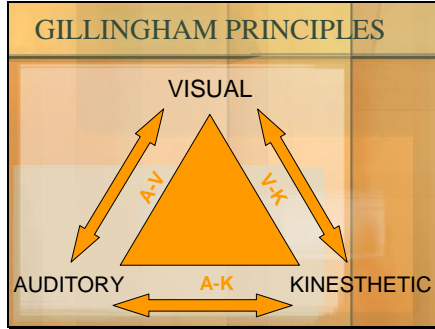 GILLINGHAM PRINCIPLES
VISUAL
A-V
V-K
AUDITORY
A-K
KINESTHETIC